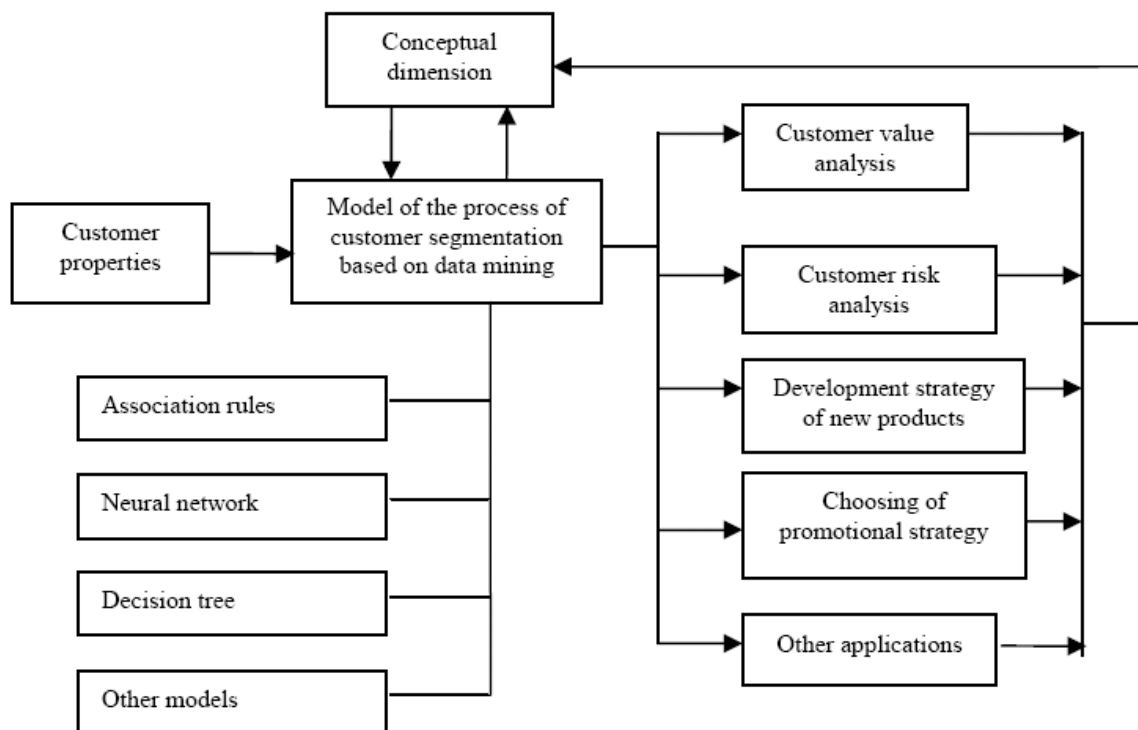 Conceptual
dimension
Customer value
analysis
Model of the process of
customer segmentation
based on data mining
Customer
properties
Customer risk
analysis
Association rules
Development strategy
of new products
Neural network
Choosing of
promotional strategy
Decision tree
Other applications
Other models